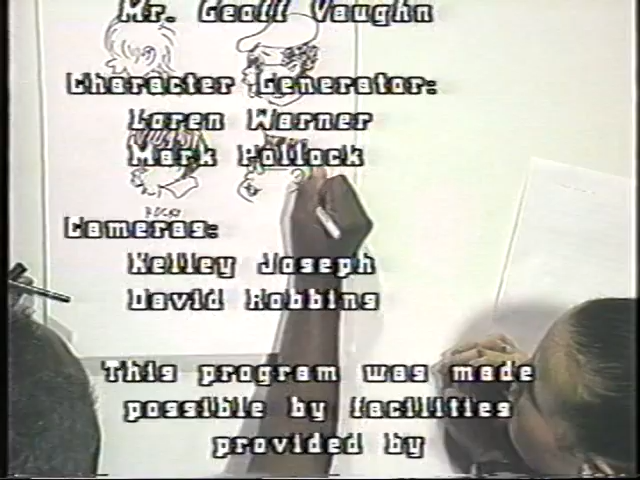 Mr. Geoff Vaughn
Character Generator:
Loren Warner
Mark Pollock
ROCKY
Cameras:
Kelley Joseph
David Robbins
This program was made
possible by facilities
provided by